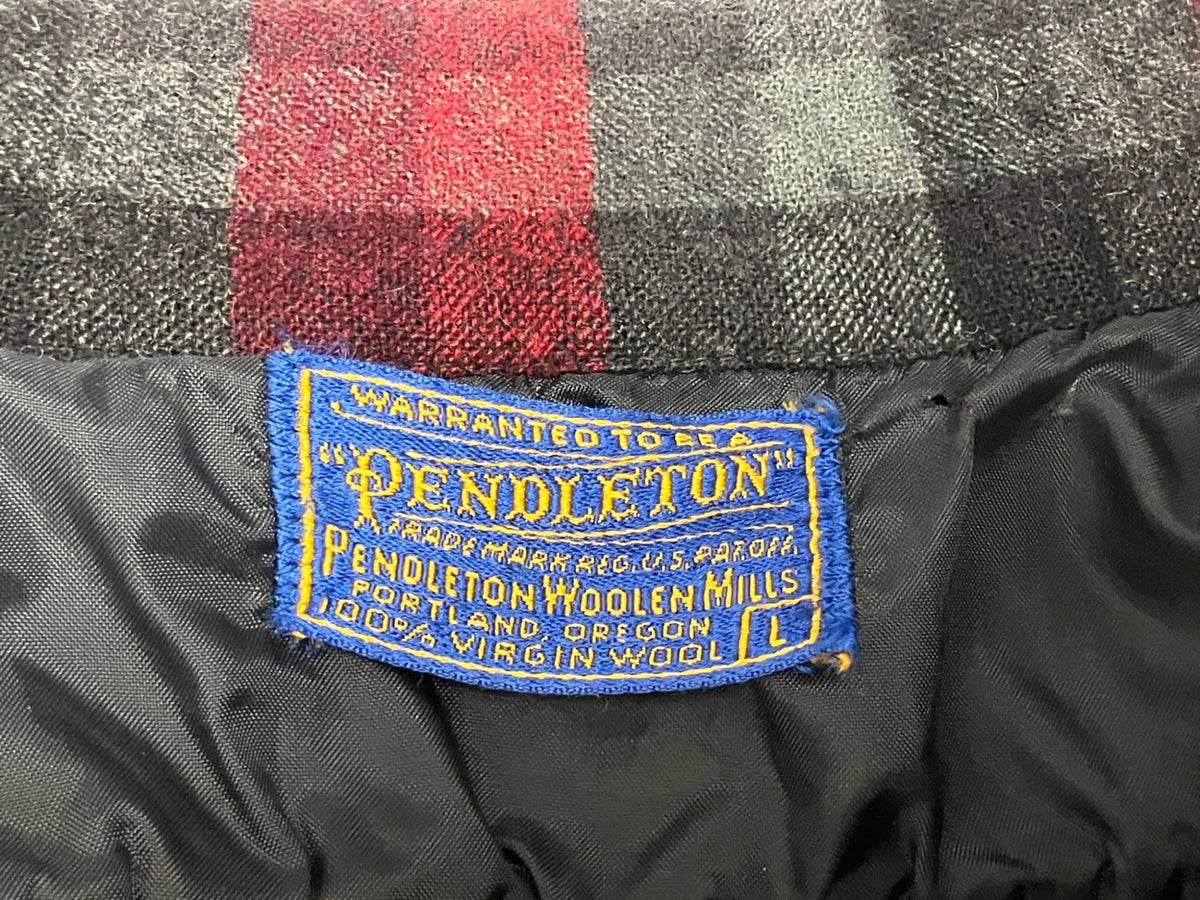 WARRANTED TO BE A
"PENDLETON"
TRADE MARK REG. U.S. PAT. OFF.
PENDLETON WOOLEN MILLS
PORTLAND, OREGON
100% VIRGIN WOOL L